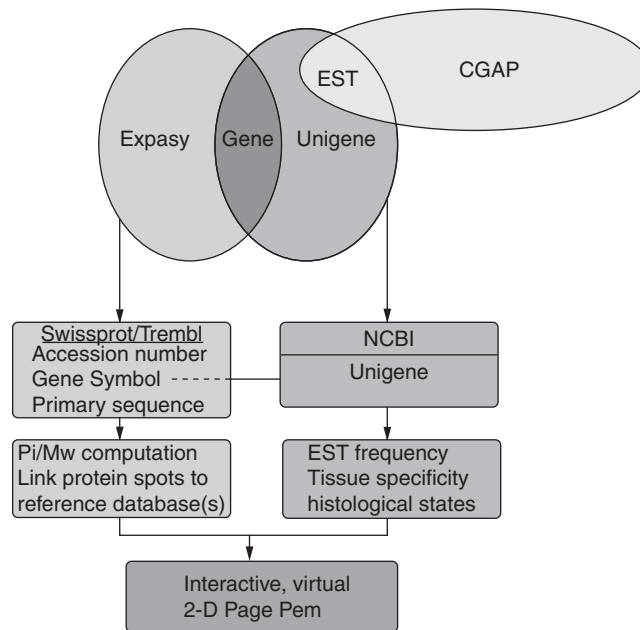 CGAP
EST
Expasy
Gene
Unigene
Swissprot/Trembl
Accession number
Gene Symbol
Primary sequence
NCBI
Unigene
Pi/Mw computation
Link protein spots to
reference database(s)
EST frequency
Tissue specificity
histological states
Interactive, virtual
2-D Page Pem